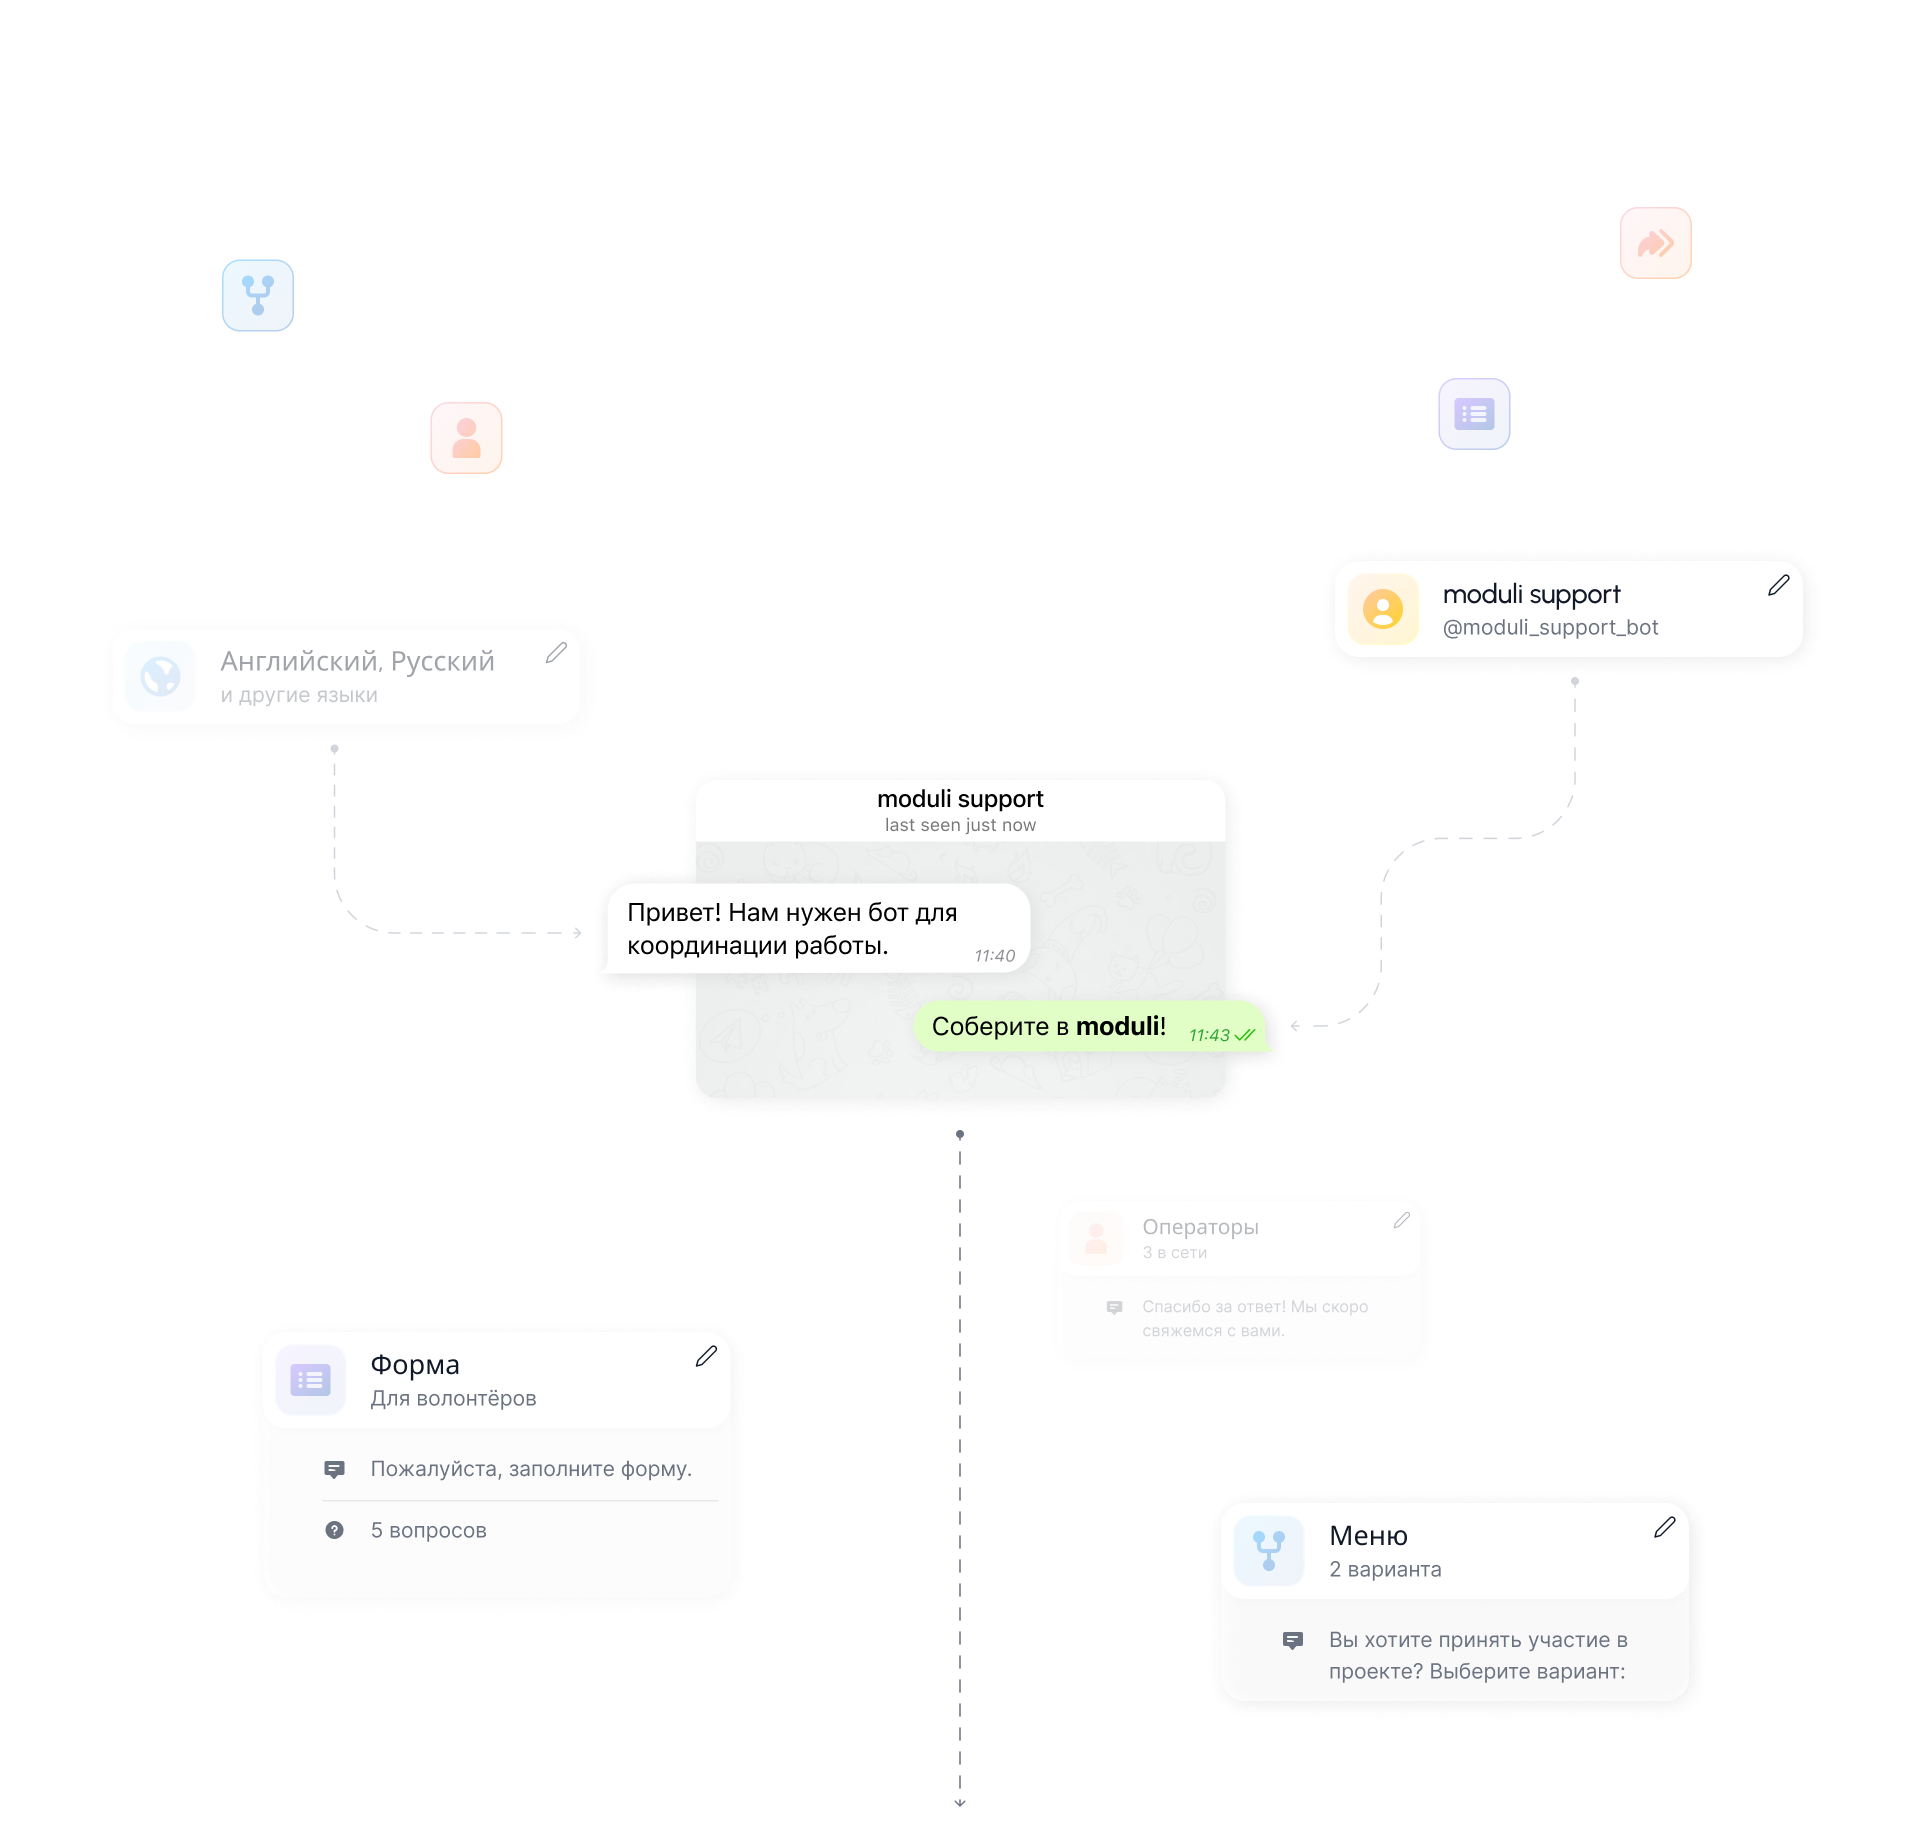 moduli support
@moduli_support_bot
Английский, Русский
и другие языки
moduli support
last seen just now
Привет! Нам нужен бот для
координации работы.
11:40
Соберите в moduli!
11:43
Операторы
3 в сети
Спасибо за ответ! Мы скоро
свяжемся с вами.
Форма
Для волонтёров
Пожалуйста, заполните форму.
5 вопросов
Меню
2 варианта
Вы хотите принять участие в
проекте? Выберите вариант: